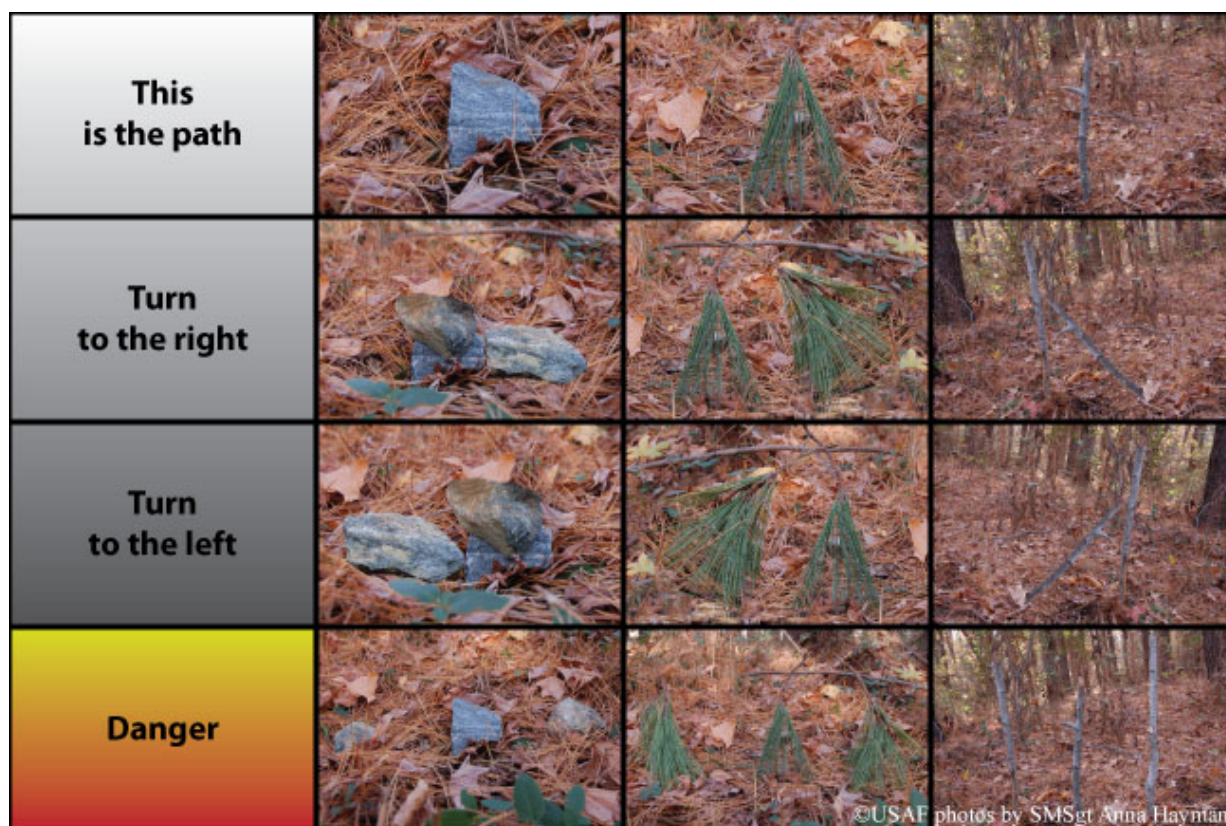 This
is the path
Turn
to the right
Turn
to the left
Danger
©USAF photos by SMSgt Anna Hayman